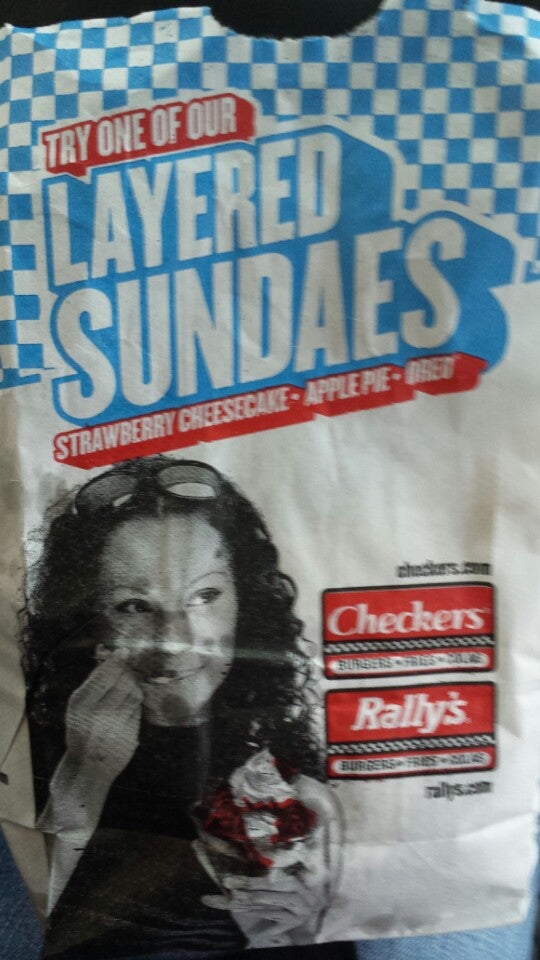 TRY ONE OF OUR
LAYERED
SUNDAES
STRAWBERRY CHEESECAKE • APPLE PIE • OREO
checkers.com
Checkers
BURGERS • FRIES • COLAS
Rally's
BURGERS • FRIES • COLAS
rallys.com